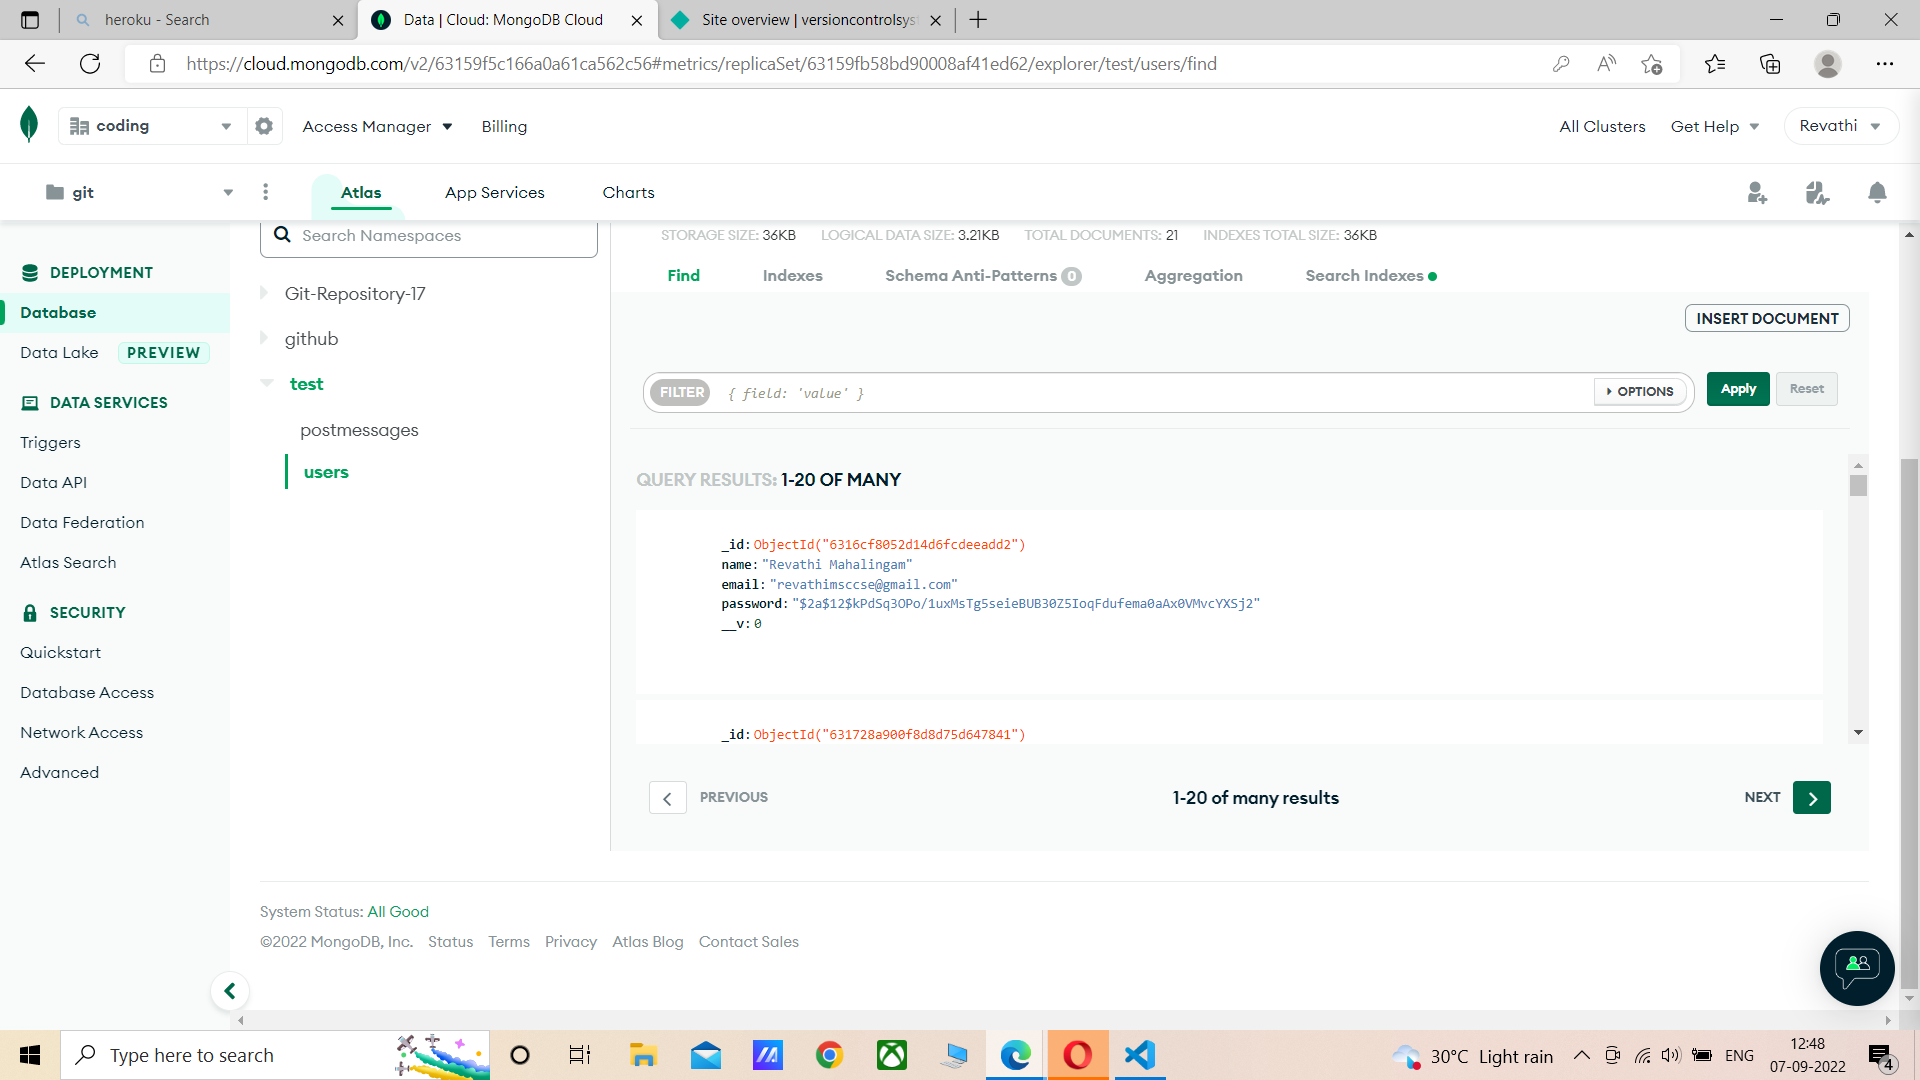 heroku - Search
Data | Cloud: MongoDB Cloud
Site overview | versioncontrolsys
https://cloud.mongodb.com/v2/63159f5c166a0a61ca562c56#metrics/replicaSet/63159fb58bd90008af41ed62/explorer/test/users/find
coding
Access Manager
Billing
All Clusters
Get Help
Revathi
git
Atlas
App Services
Charts
DEPLOYMENT
Database
Data Lake PREVIEW
DATA SERVICES
Triggers
Data API
Data Federation
Atlas Search
SECURITY
Quickstart
Database Access
Network Access
Advanced
Search Namespaces
Git-Repository-17
github
test
postmessages
users
STORAGE SIZE: 36KB LOGICAL DATA SIZE: 3.21KB TOTAL DOCUMENTS: 21 INDEXES TOTAL SIZE: 36KB
Find Indexes Schema Anti-Patterns 0 Aggregation Search Indexes
INSERT DOCUMENT
FILTER { field: 'value' } OPTIONS Apply Reset
QUERY RESULTS: 1-20 OF MANY
_id: ObjectId("6316cf8052d14d6fcdeeadd2")
name: "Revathi Mahalingam"
email: "revathimsccse@gmail.com"
password: "$2a$12$kPdSq3OPo/1uxMsTg5seieBUB30Z5IoqFdufema0aAx0VMvcYXSj2"
__v: 0
_id: ObjectId("631728a900f8d8d75d647841")
PREVIOUS 1-20 of many results NEXT
System Status: All Good
©2022 MongoDB, Inc. Status Terms Privacy Atlas Blog Contact Sales
Type here to search
30°C Light rain
ENG
12:48
07-09-2022
4